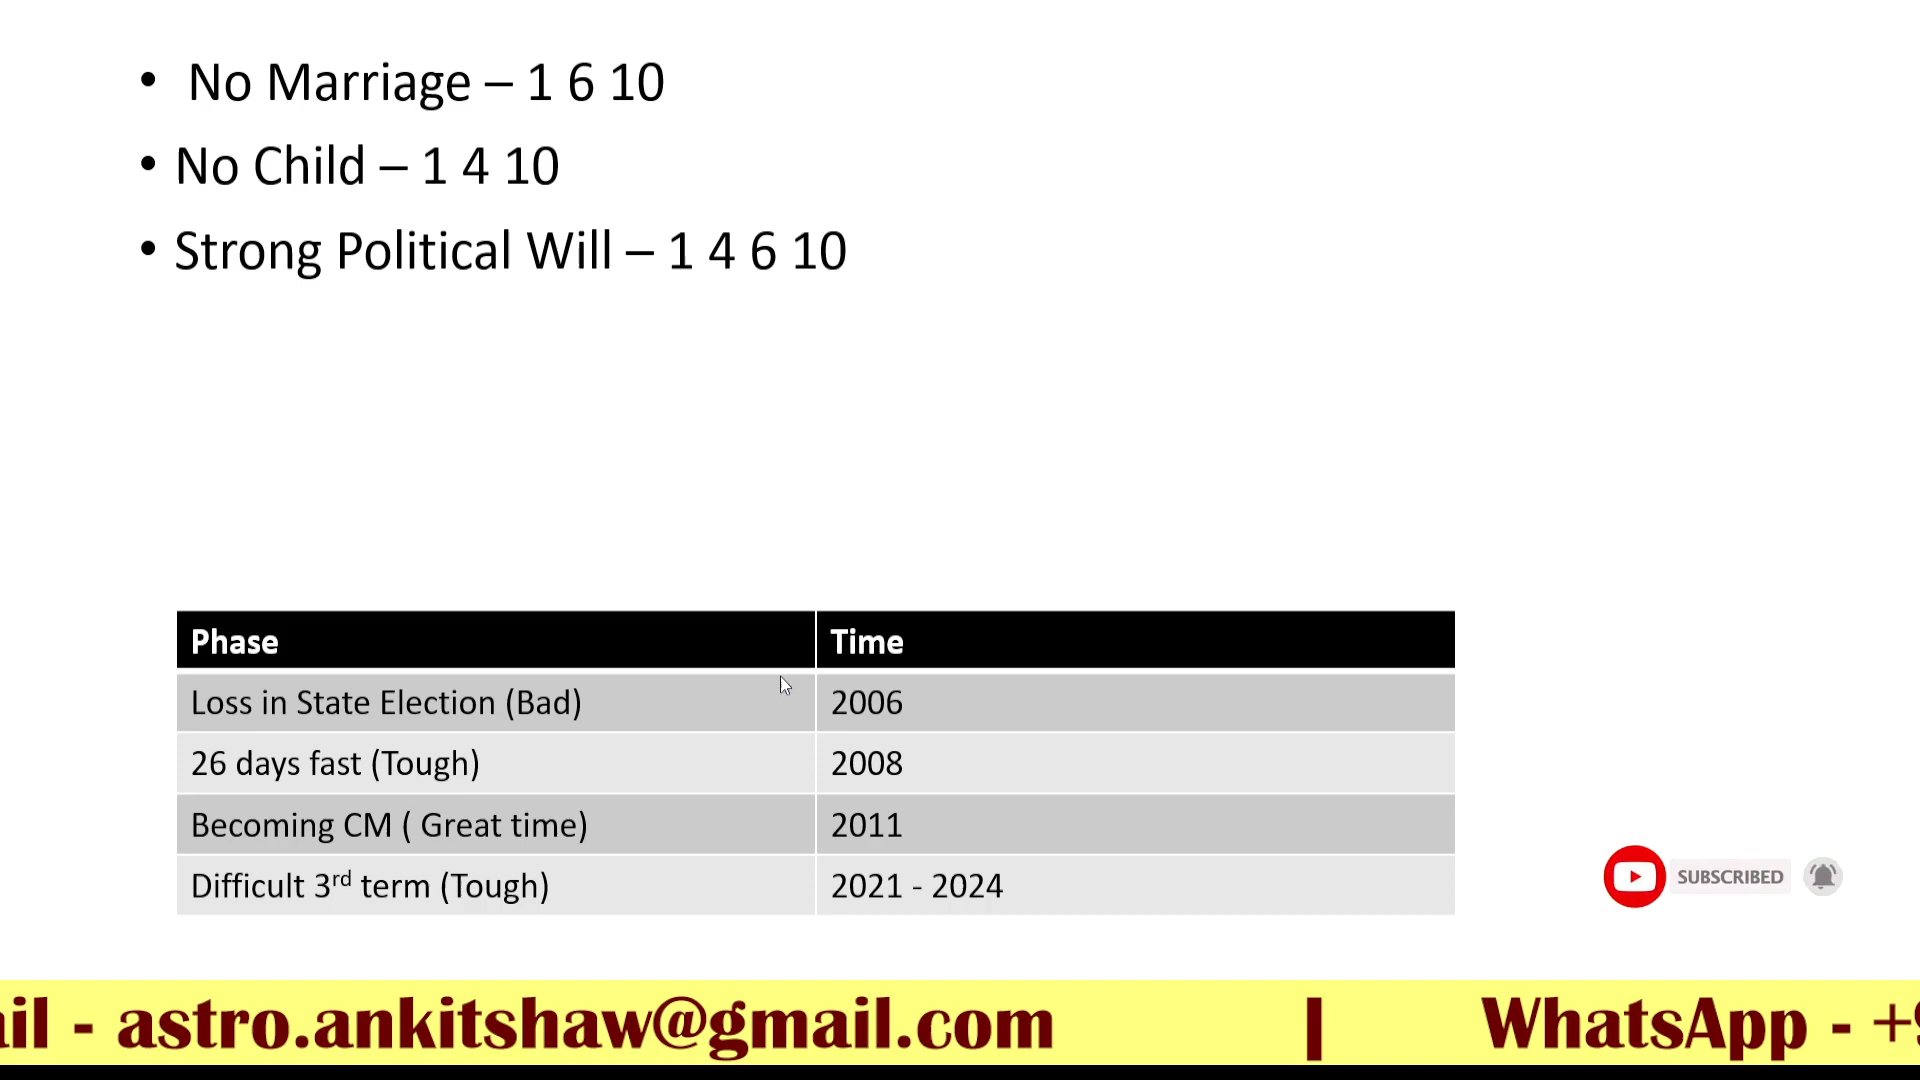 • No Marriage – 1 6 10
• No Child – 1 4 10
• Strong Political Will – 1 4 6 10
Phase Time
Loss in State Election (Bad) 2006
26 days fast (Tough) 2008
Becoming CM ( Great time) 2011
Difficult 3rd term (Tough) 2021 - 2024
SUBSCRIBED
ail - astro.ankitshaw@gmail.com | WhatsApp - +9